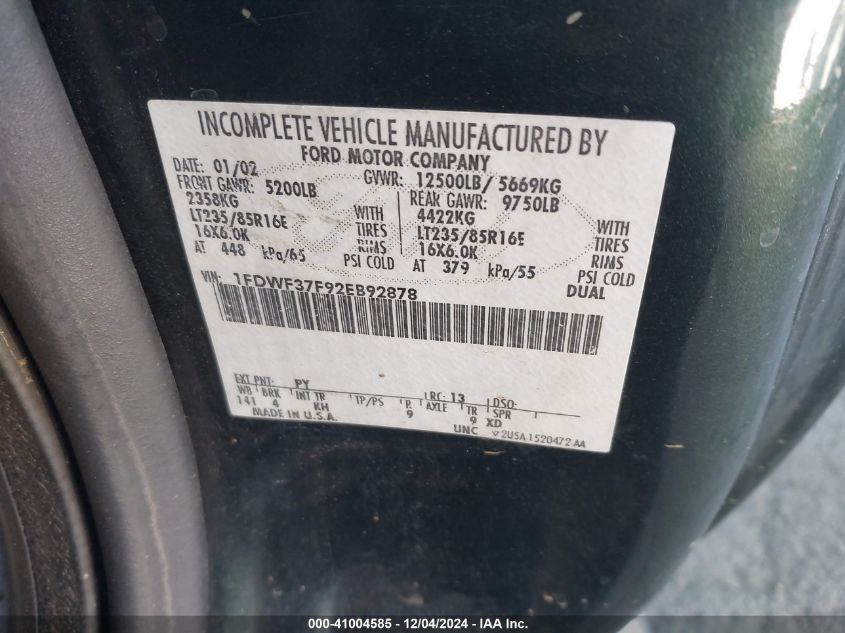 INCOMPLETE VEHICLE MANUFACTURED BY
FORD MOTOR COMPANY
DATE: 01/02 GVWR: 12500LB/ 5669KG
FRONT GAWR: 5200LB REAR GAWR: 9750LB
2358KG WITH 4422KG WITH
LT235/85R16E TIRES LT235/85R16E TIRES
16X6.0K RIMS 16X6.0K RIMS
AT 448 kPa/65 PSI COLD AT 379 kPa/55 PSI COLD
DUAL
VIN: 1FDWF37F92EB92878
EXT PNT: PY LRC: 13 DSO:
WB BRK INT TR TP/PS R AXLE TR SPR
141 4 KH 9 9 XD
MADE IN U.S.A. UNC V2USA-1520472-AA
000-41004585 - 12/04/2024 - IAA Inc.